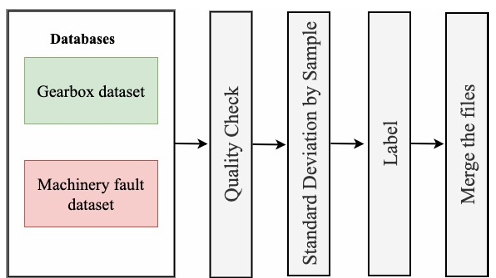 Databases
Gearbox dataset
Machinery fault
dataset
Quality Check
Standard Deviation by Sample
Label
Merge the files